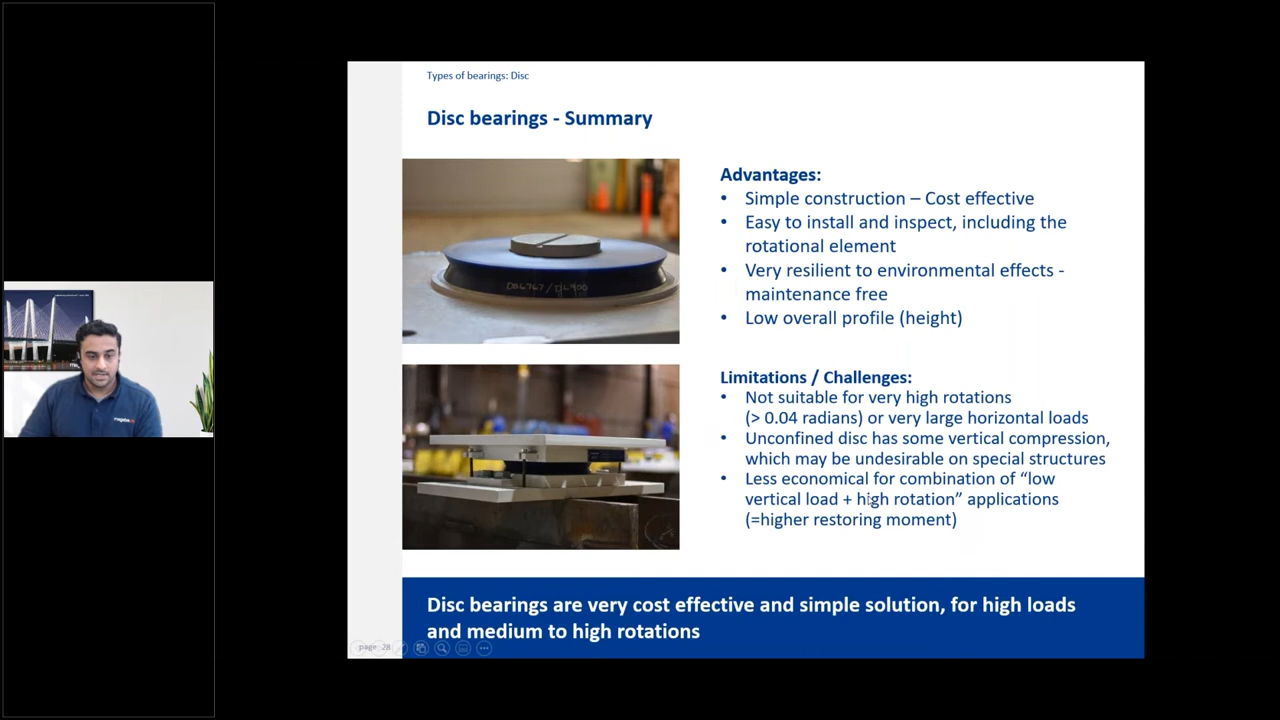 Types of bearings: Disc
Disc bearings - Summary
Advantages:
• Simple construction – Cost effective
• Easy to install and inspect, including the
rotational element
• Very resilient to environmental effects -
maintenance free
• Low overall profile (height)
Limitations / Challenges:
• Not suitable for very high rotations
(> 0.04 radians) or very large horizontal loads
• Unconfined disc has some vertical compression,
which may be undesirable on special structures
• Less economical for combination of “low
vertical load + high rotation” applications
(=higher restoring moment)
Disc bearings are very cost effective and simple solution, for high loads
and medium to high rotations
page 28